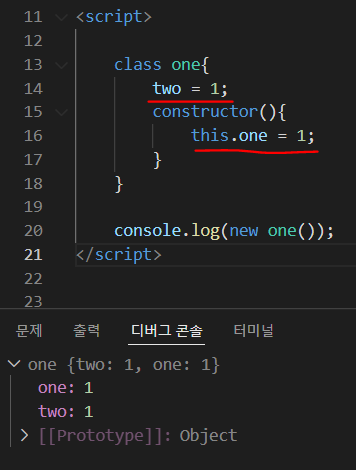 11 <script>
12
13 class one{
14 two = 1;
15 constructor(){
16 this.one = 1;
17 }
18 }
19
20 console.log(new one());
21 </script>
22
23
문제 출력 디버그 콘솔 터미널
one {two: 1, one: 1}
one: 1
two: 1
[[Prototype]]: Object